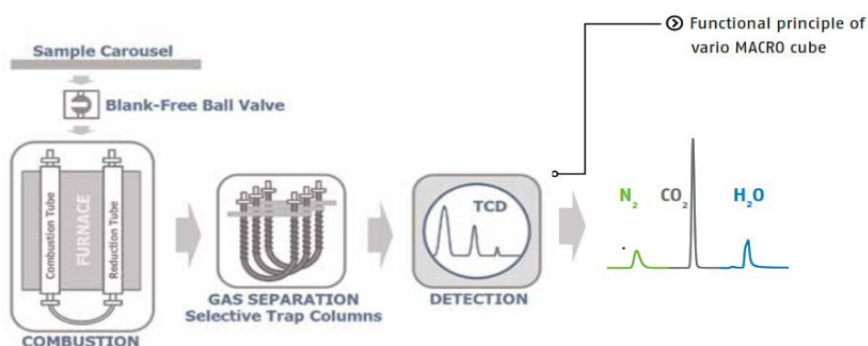 Functional principle of
vario MACRO cube
Sample Carousel
Blank-Free Ball Valve
Combustion Tube
FURNACE
Reduction Tube
COMBUSTION
GAS SEPARATION
Selective Trap Columns
TCD
DETECTION
N₂
CO₂
H₂O